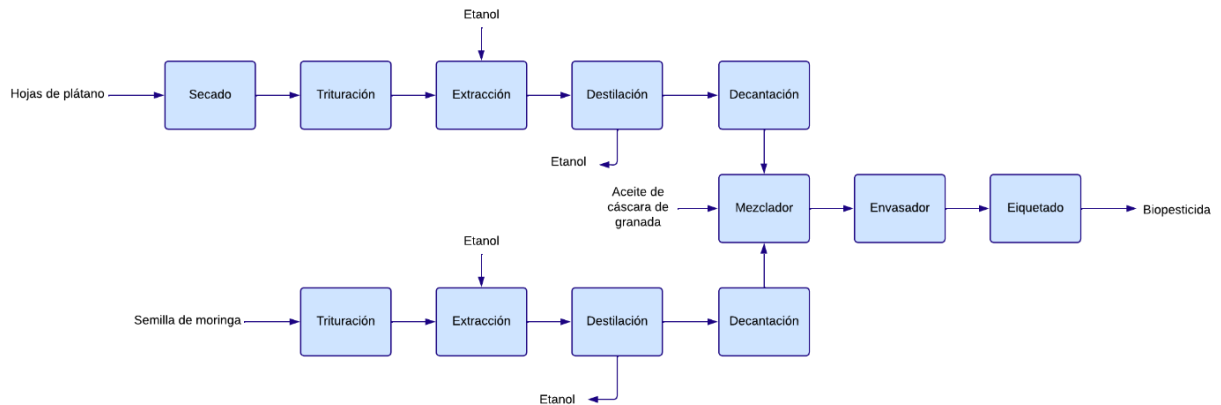 Etanol
Hojas de plátano
Secado
Trituración
Extracción
Destilación
Decantación
Etanol
Aceite de
cáscara de
granada
Mezclador
Envasador
Eiquetado
Biopesticida
Etanol
Semilla de moringa
Trituración
Extracción
Destilación
Decantación
Etanol